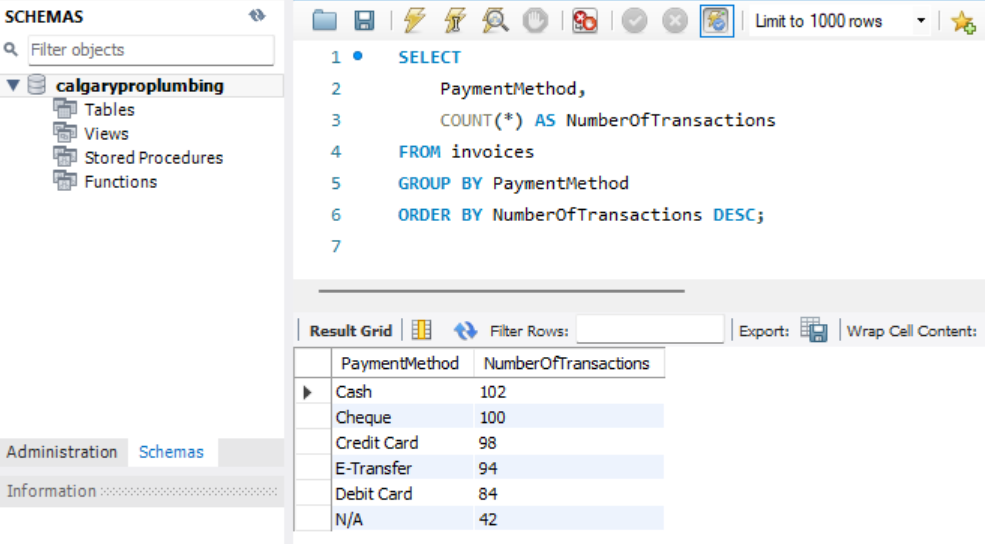 SCHEMAS
Filter objects
calgaryproplumbing
Tables
Views
Stored Procedures
Functions
Administration Schemas
Information
Limit to 1000 rows
1 SELECT
2 PaymentMethod,
3 COUNT(*) AS NumberOfTransactions
4 FROM invoices
5 GROUP BY PaymentMethod
6 ORDER BY NumberOfTransactions DESC;
7
Result Grid Filter Rows: Export: Wrap Cell Content:
PaymentMethod NumberOfTransactions
Cash 102
Cheque 100
Credit Card 98
E-Transfer 94
Debit Card 84
N/A 42